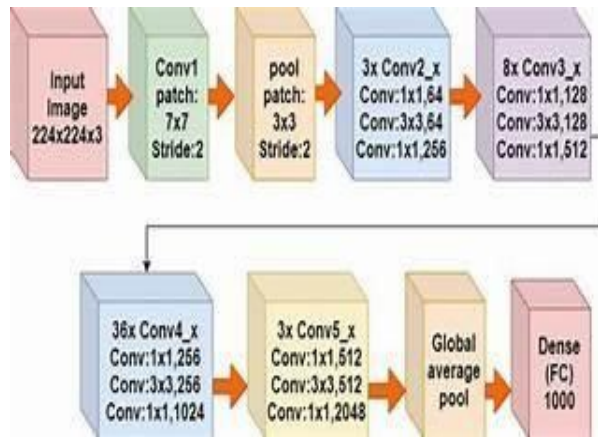 Input
Image
224x224x3
Conv1
patch:
7x7
Stride:2
pool
patch:
3x3
Stride:2
3x Conv2_x
Conv:1x1,64
Conv:3x3,64
Conv:1x1,256
8x Conv3_x
Conv:1x1,128
Conv:3x3,128
Conv:1x1,512
36x Conv4_x
Conv:1x1,256
Conv:3x3,256
Conv:1x1,1024
3x Conv5_x
Conv:1x1,512
Conv:3x3,512
Conv:1x1,2048
Global
average
pool
Dense
(FC)
1000